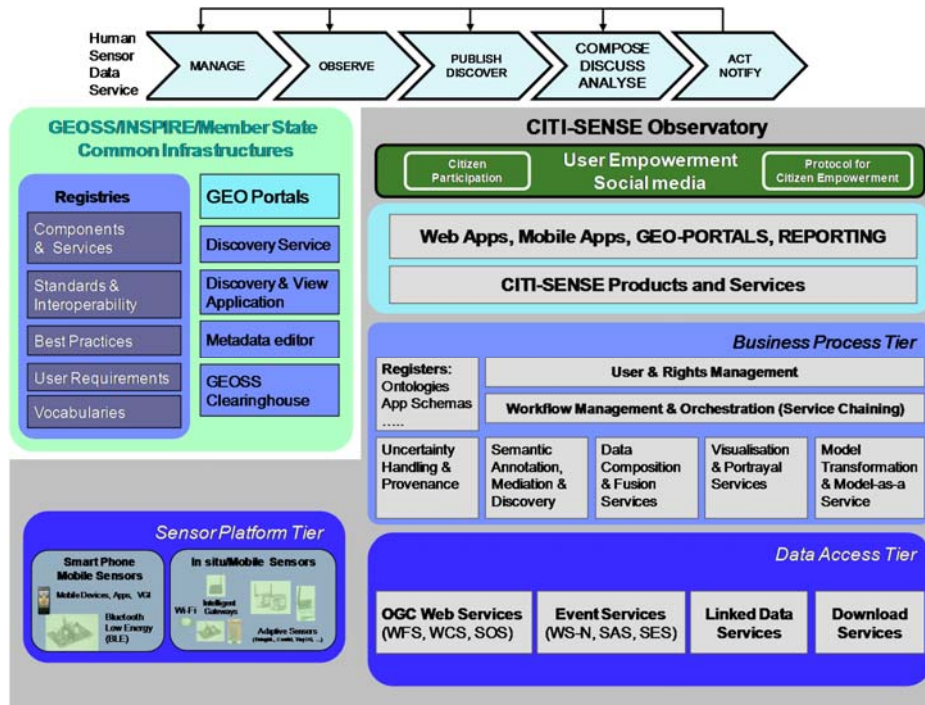 Human
Sensor
Data
Service
MANAGE
OBSERVE
PUBLISH
DISCOVER
COMPOSE
DISCUSS
ANALYSE
ACT
NOTIFY
GEOSS/INSPIRE/Member State
Common Infrastructures
Registries
Components
& Services
Standards &
Interoperability
Best Practices
User Requirements
Vocabularies
GEO Portals
Discovery Service
Discovery & View
Application
Metadata editor
GEOSS
Clearinghouse
CITI-SENSE Observatory
Citizen
Participation
User Empowerment
Social media
Protocol for
Citizen Empowerment
Web Apps, Mobile Apps, GEO-PORTALS, REPORTING
CITI-SENSE Products and Services
Business Process Tier
Registers:
Ontologies
App Schemas
.....
User & Rights Management
Workflow Management & Orchestration (Service Chaining)
Uncertainty
Handling &
Provenance
Semantic
Annotation,
Mediation &
Discovery
Data
Composition
& Fusion
Services
Visualisation
& Portrayal
Services
Model
Transformation
& Model-as-a
Service
Sensor Platform Tier
Smart Phone
Mobile Sensors
Mobile Devices, Apps, VGI
Bluetooth
Low Energy
(BLE)
In situ/Mobile Sensors
Wi-Fi
Intelligent
Gateways
Adaptive Sensors
Data Access Tier
OGC Web Services
(WFS, WCS, SOS)
Event Services
(WS-N, SAS, SES)
Linked Data
Services
Download
Services